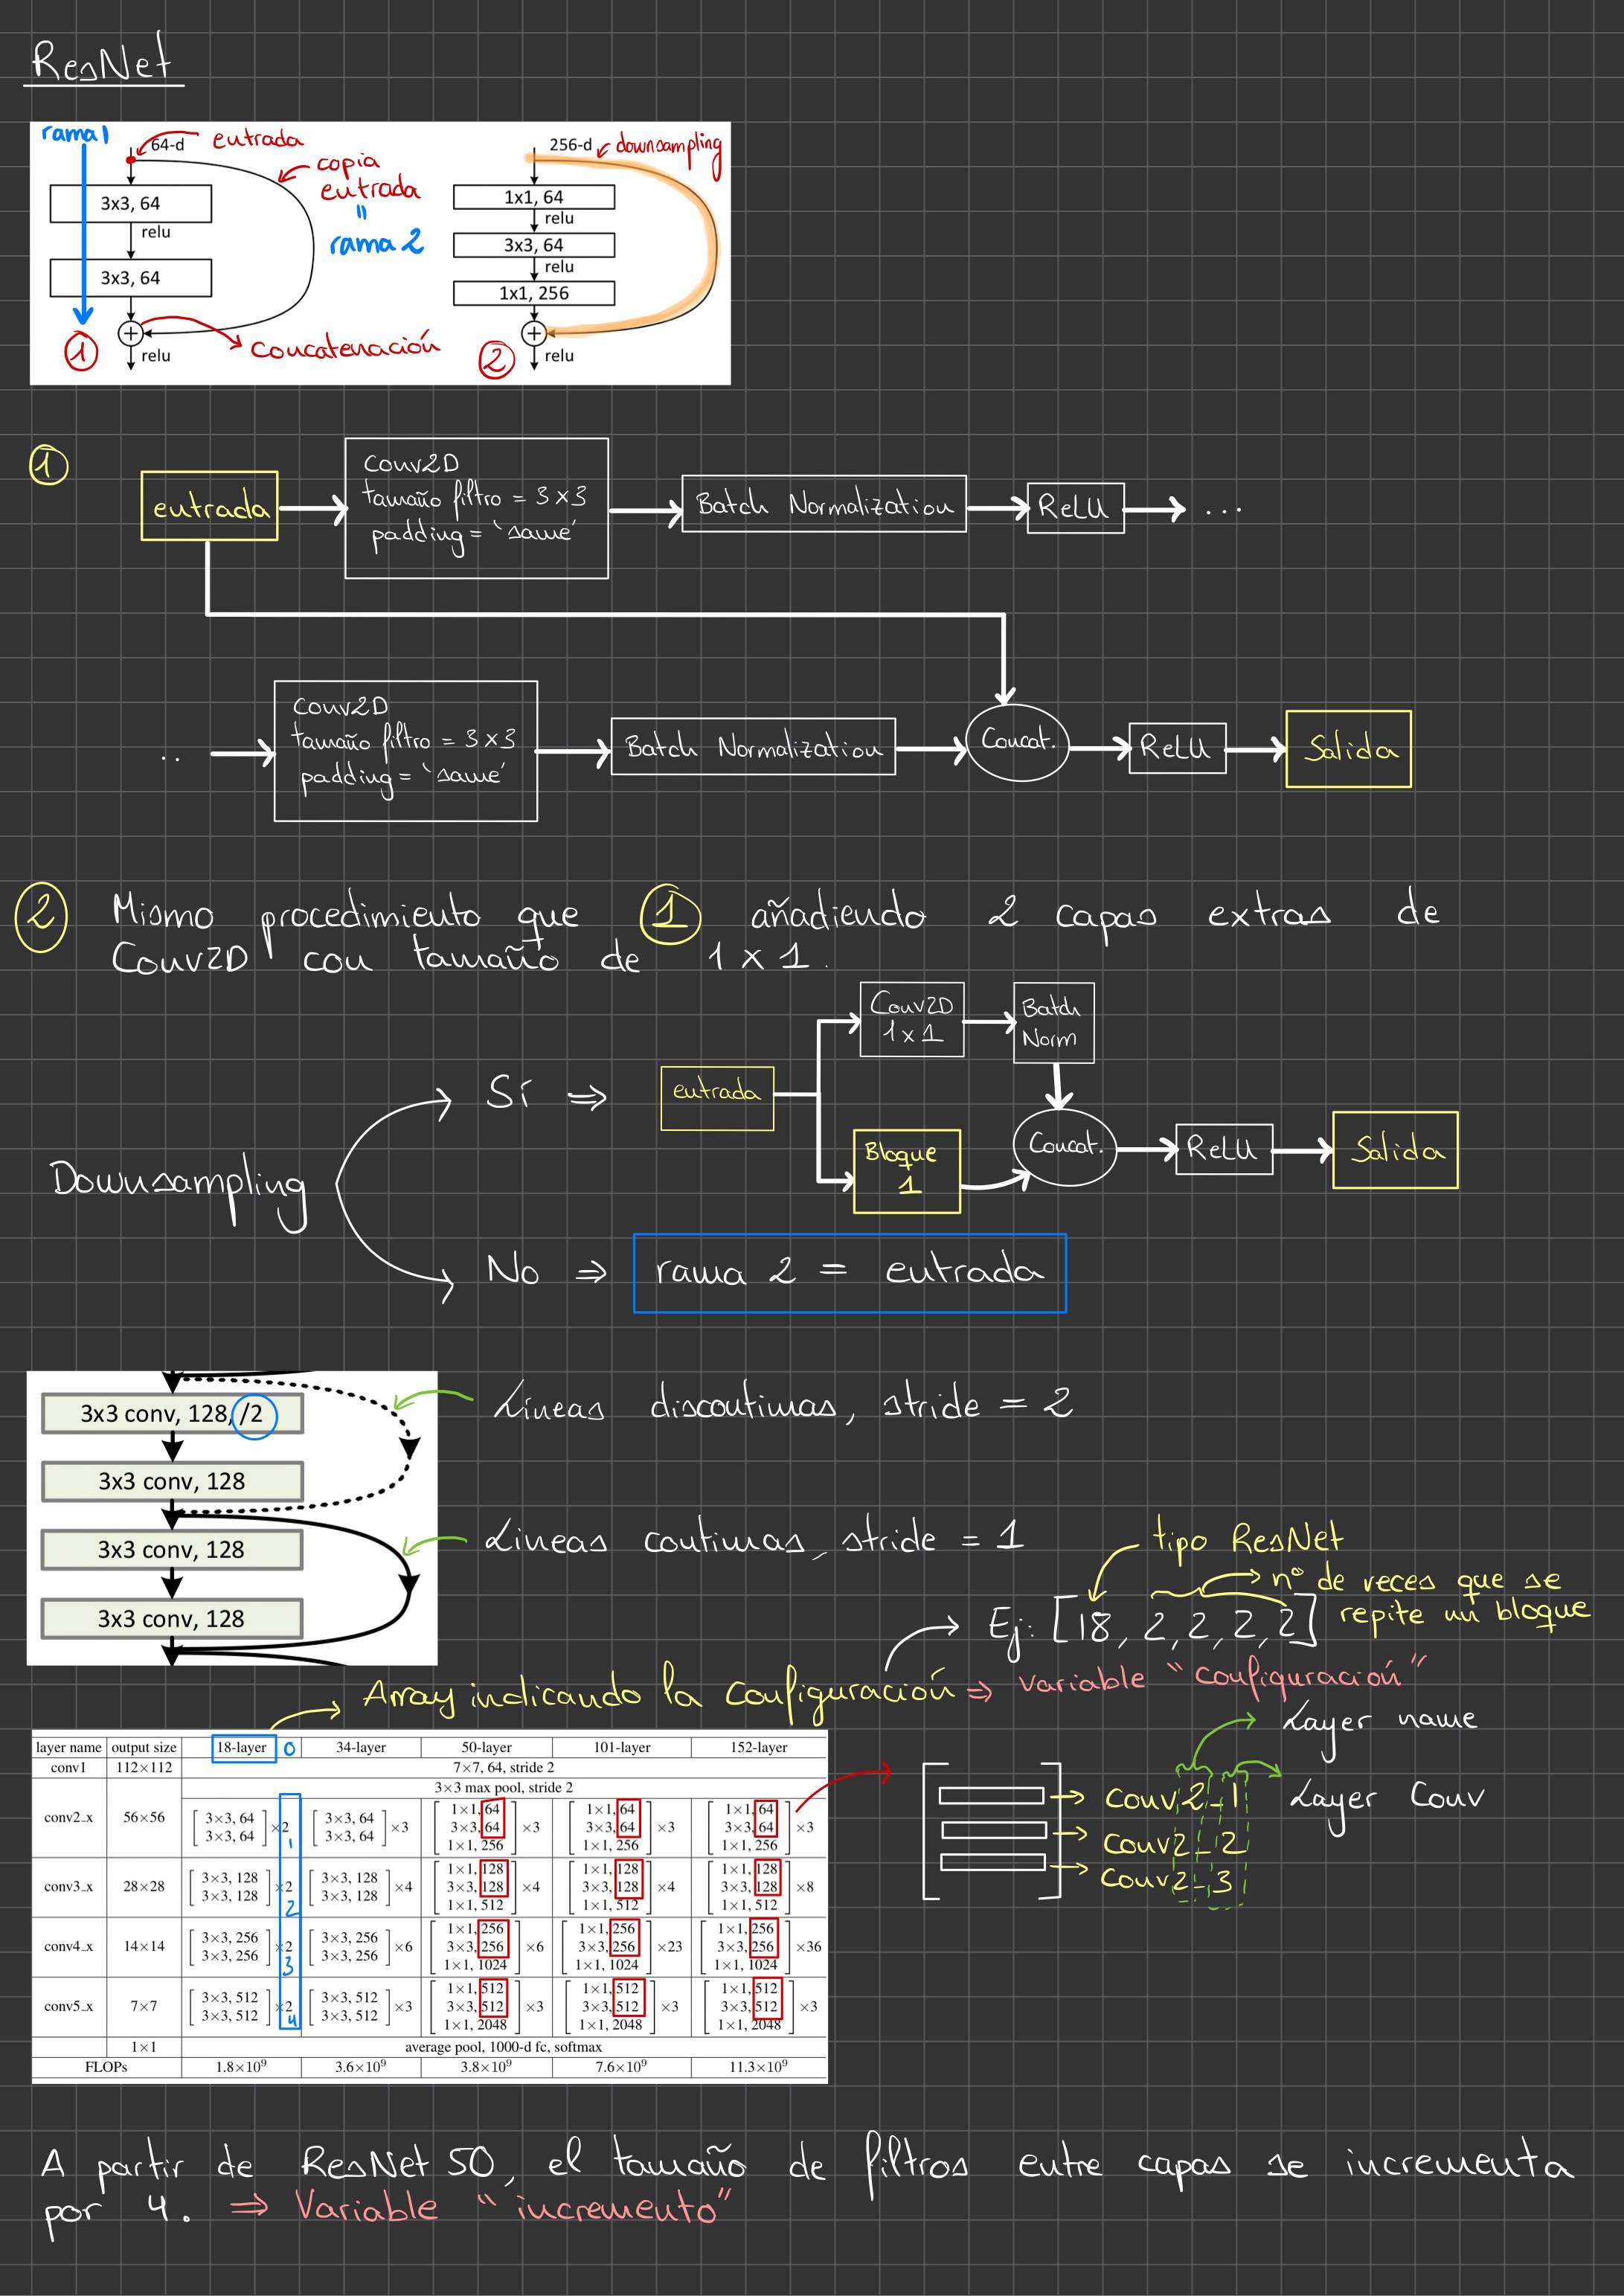 ResNet
rama 1
64-d
entrada
copia
entrada
=
rama 2
3x3, 64
relu
3x3, 64
+
relu
1
concatenación
256-d
downsampling
1x1, 64
relu
3x3, 64
relu
1x1, 256
+
relu
2
1
entrada
Conv2D
tamaño filtro = 3x3
padding = 'same'
Batch Normalization
ReLU
...
..
Conv2D
tamaño filtro = 3x3
padding = 'same'
Batch Normalization
Concat.
ReLU
Salida
2 Mismo procedimiento que 1 añadiendo 2 capas extras de
Conv2D con tamaño de 1x1.
Downsampling
Sí ⇒
entrada
Conv2D
1x1
Batch
Norm
Bloque
1
Concat.
ReLU
Salida
No ⇒ rama 2 = entrada
3x3 conv, 128, /2
3x3 conv, 128
3x3 conv, 128
3x3 conv, 128
Líneas discontinuas, stride = 2
Líneas continuas, stride = 1
tipo ResNet
nº de veces que se
repite un bloque
Ej: [18, 2, 2, 2, 2]
Array indicando la configuración ⇒ variable "configuración"
layer name output size 18-layer 0 34-layer 50-layer 101-layer 152-layer
conv1 112×112 7×7, 64, stride 2
3×3 max pool, stride 2
conv2_x 56×56 [3×3, 64 3×3, 64]×2 1 [3×3, 64 3×3, 64]×3 [1×1, 64 3×3, 64 1×1, 256]×3 [1×1, 64 3×3, 64 1×1, 256]×3 [1×1, 64 3×3, 64 1×1, 256]×3
conv3_x 28×28 [3×3, 128 3×3, 128]×2 2 [3×3, 128 3×3, 128]×4 [1×1, 128 3×3, 128 1×1, 512]×4 [1×1, 128 3×3, 128 1×1, 512]×4 [1×1, 128 3×3, 128 1×1, 512]×8
conv4_x 14×14 [3×3, 256 3×3, 256]×2 3 [3×3, 256 3×3, 256]×6 [1×1, 256 3×3, 256 1×1, 1024]×6 [1×1, 256 3×3, 256 1×1, 1024]×23 [1×1, 256 3×3, 256 1×1, 1024]×36
conv5_x 7×7 [3×3, 512 3×3, 512]×2 4 [3×3, 512 3×3, 512]×3 [1×1, 512 3×3, 512 1×1, 2048]×3 [1×1, 512 3×3, 512 1×1, 2048]×3 [1×1, 512 3×3, 512 1×1, 2048]×3
1×1 average pool, 1000-d fc, softmax
FLOPs 1.8×10⁹ 3.6×10⁹ 3.8×10⁹ 7.6×10⁹ 11.3×10⁹
Layer name
Layer Conv
conv2_1
conv2_2
conv2_3
A partir de ResNet 50, el tamaño de filtros entre capas se incrementa
por 4. ⇒ Variable "incremento"